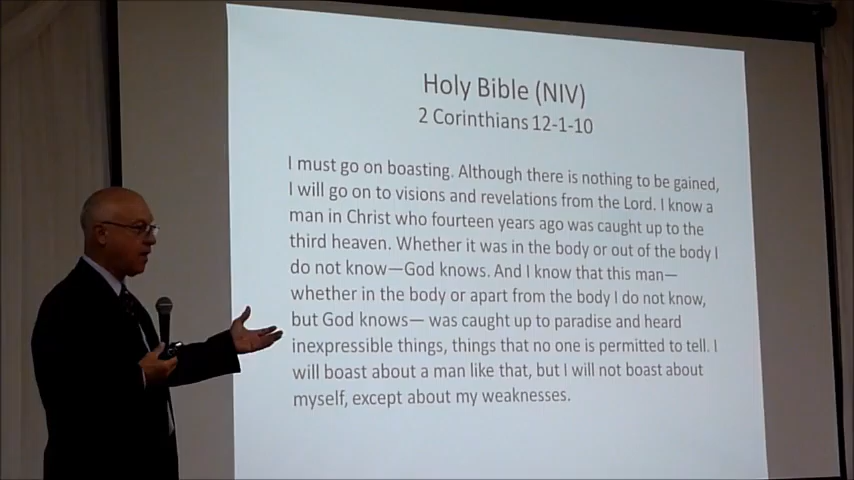 Holy Bible (NIV)
2 Corinthians 12-1-10
I must go on boasting. Although there is nothing to be gained,
I will go on to visions and revelations from the Lord. I know a
man in Christ who fourteen years ago was caught up to the
third heaven. Whether it was in the body or out of the body I
do not know—God knows. And I know that this man—
whether in the body or apart from the body I do not know,
but God knows— was caught up to paradise and heard
inexpressible things, things that no one is permitted to tell. I
will boast about a man like that, but I will not boast about
myself, except about my weaknesses.